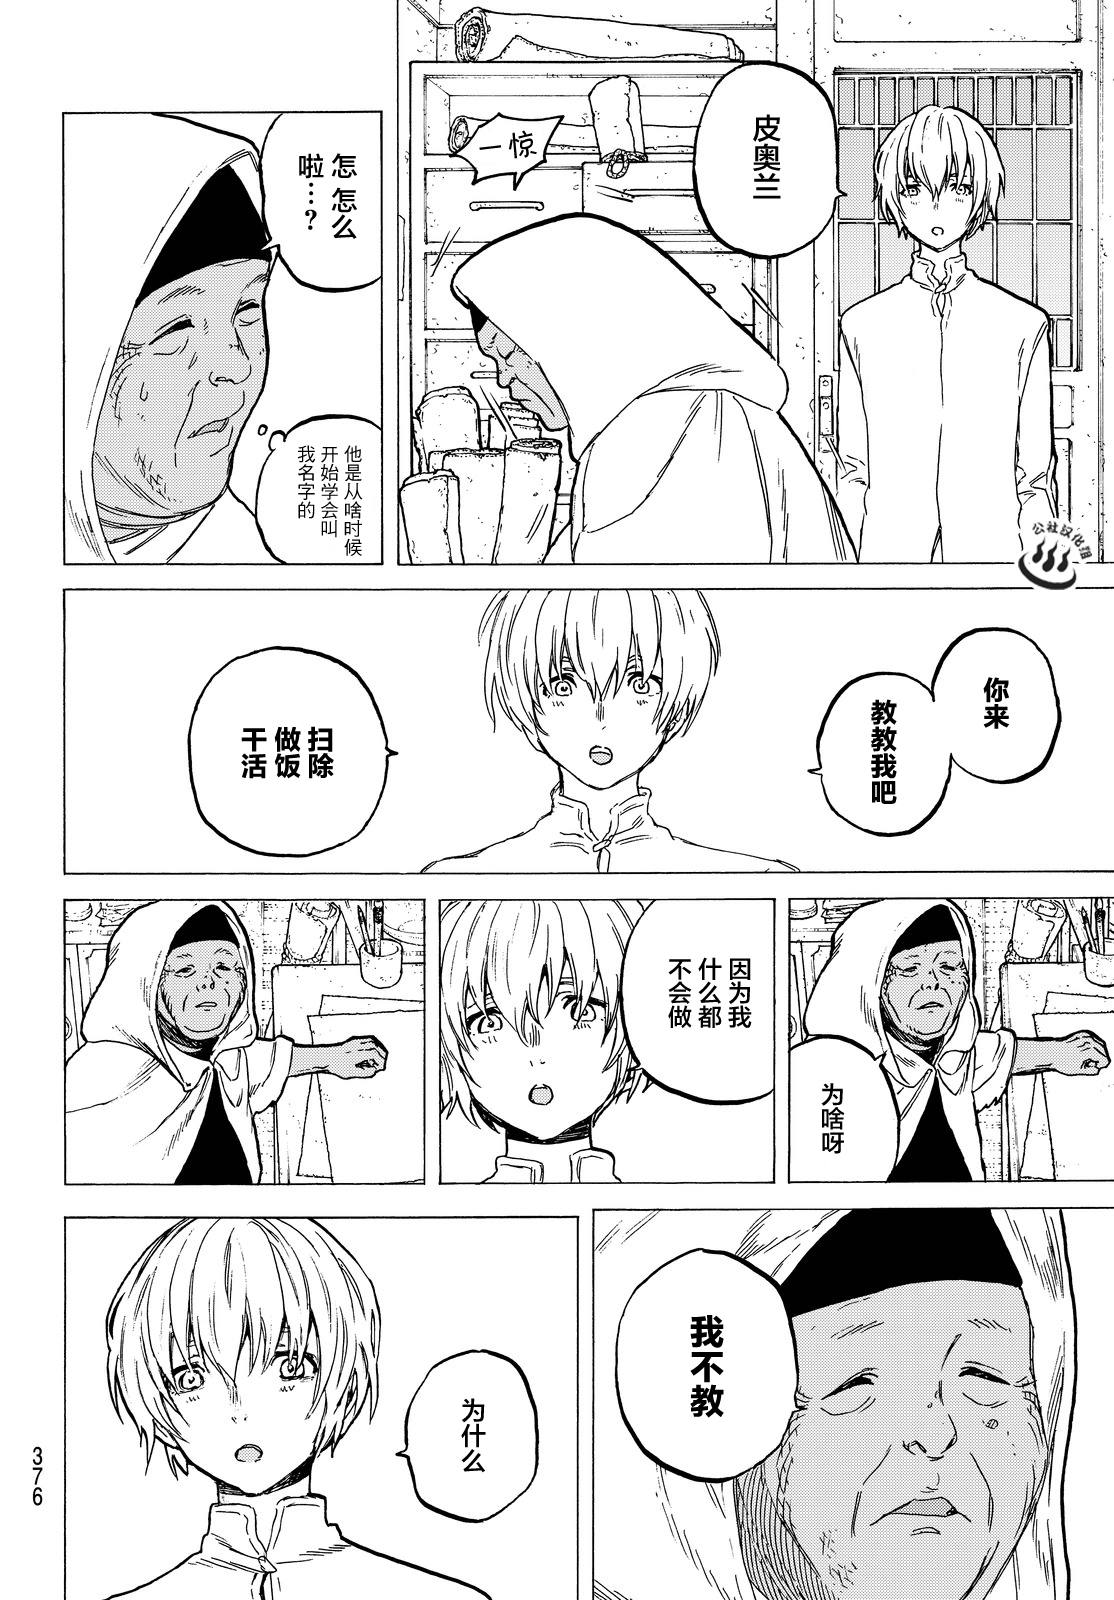 皮奥兰
一惊
怎 怎么
啦…?
他是从啥时候
开始学会叫
我名字的
公社汉化组
你来
教教我吧
扫除
做饭
干活
为啥呀
因为我
什么都
不会做
我不教
为什么
376